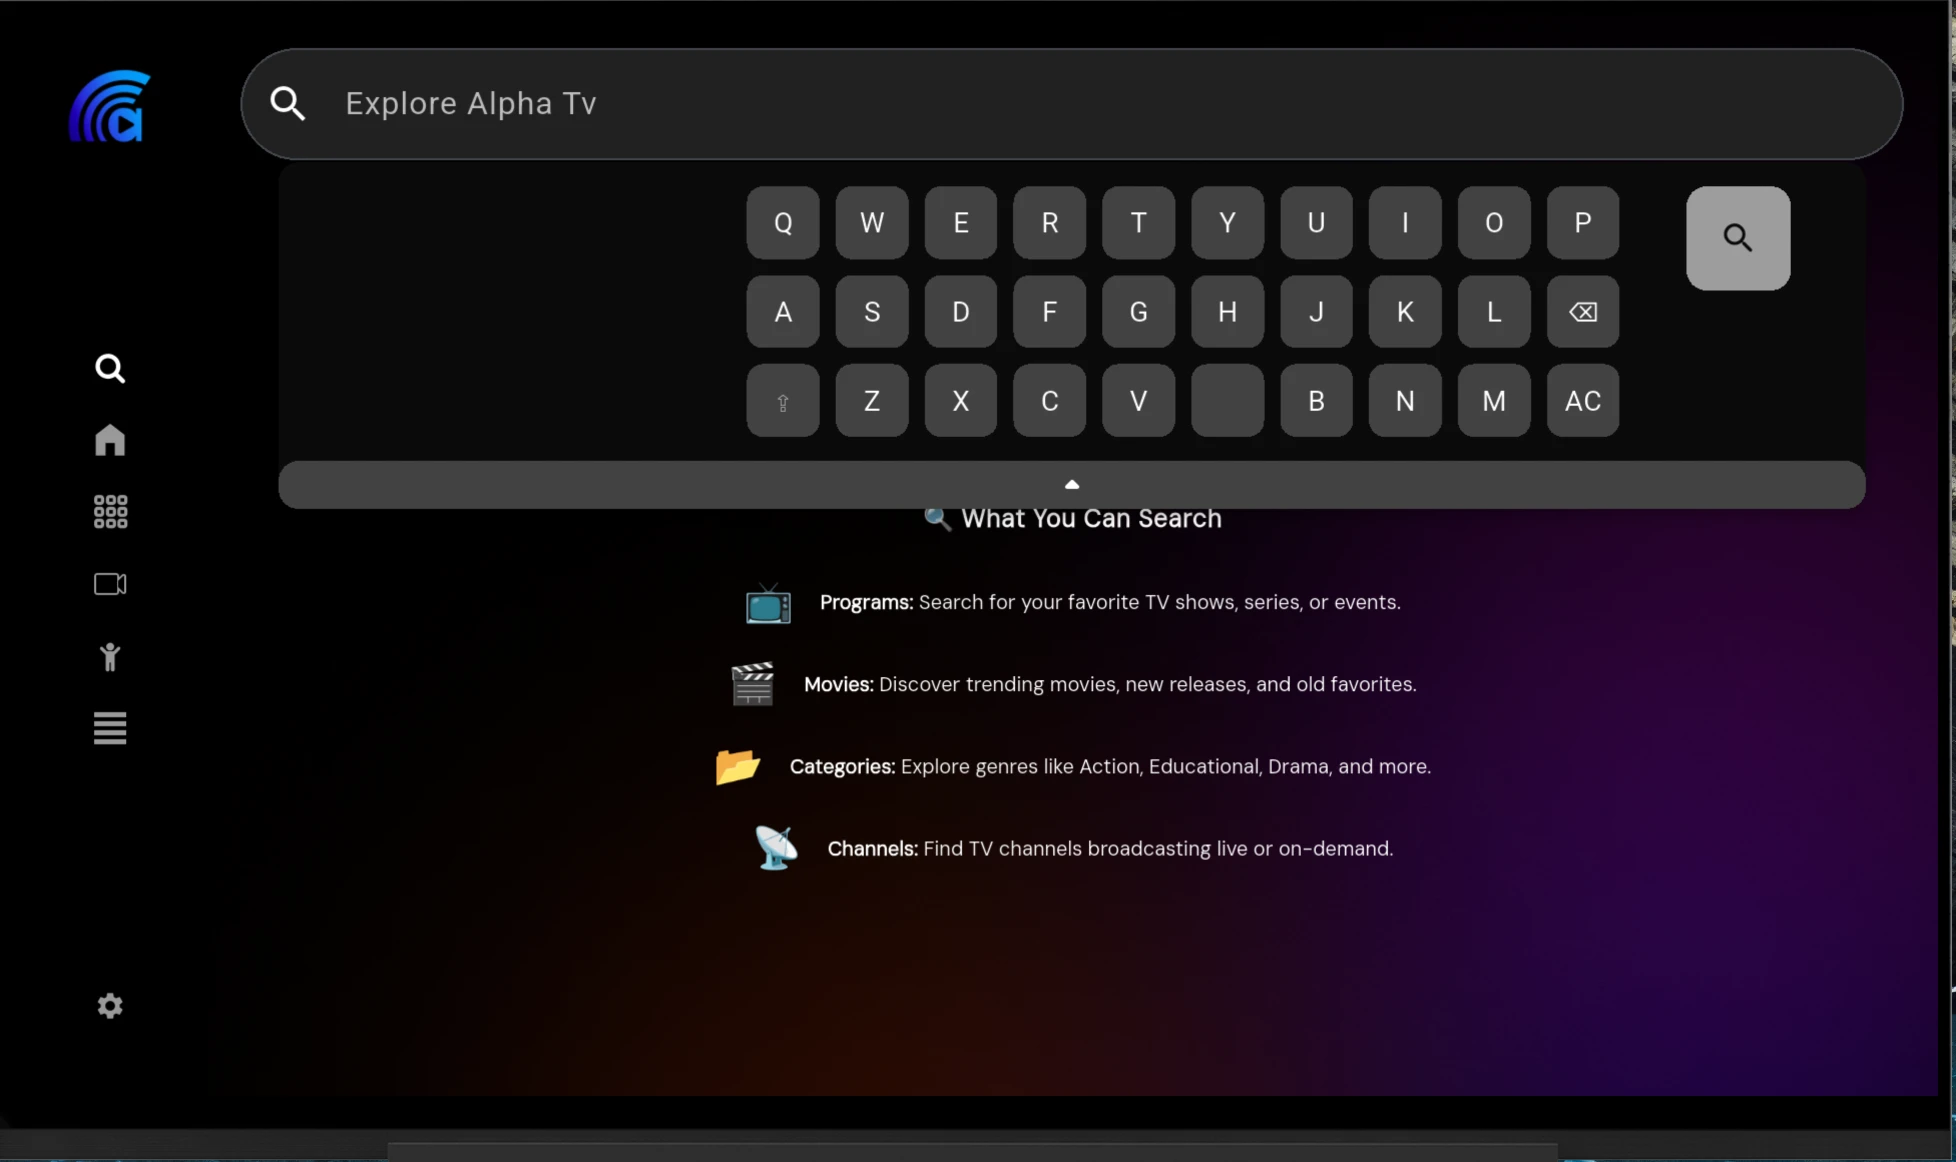 Explore Alpha Tv
Q W E R T Y U I O P
A S D F G H J K L
Z X C V B N M AC
What You Can Search
Programs: Search for your favorite TV shows, series, or events.
Movies: Discover trending movies, new releases, and old favorites.
Categories: Explore genres like Action, Educational, Drama, and more.
Channels: Find TV channels broadcasting live or on-demand.